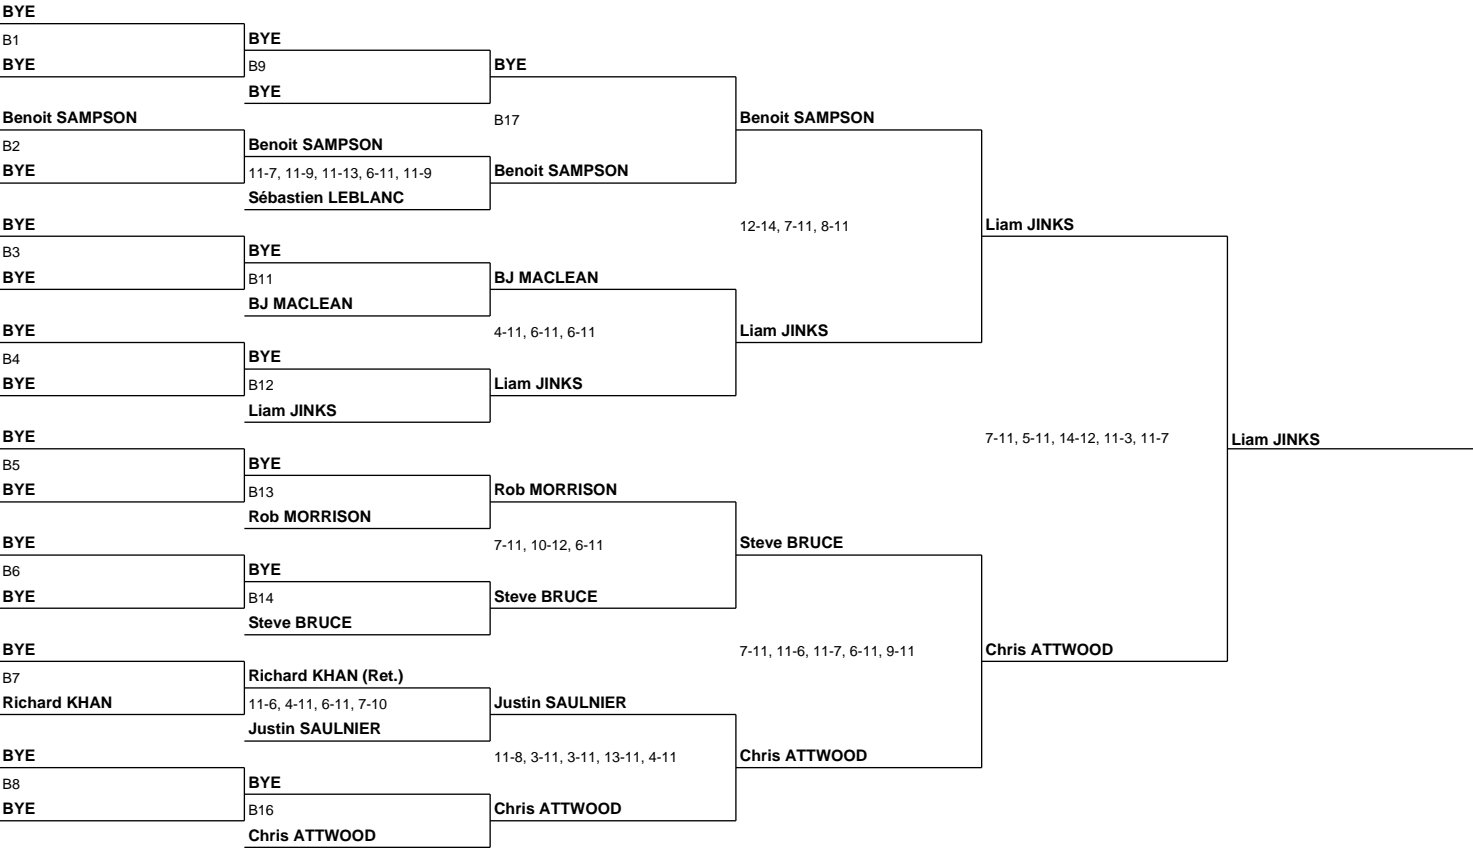 BYE
B1
BYE
BYE
B9
BYE
BYE
Benoit SAMPSON
B2
BYE
Benoit SAMPSON
11-7, 11-9, 11-13, 6-11, 11-9
Sébastien LEBLANC
B17
Benoit SAMPSON
Benoit SAMPSON
BYE
B3
BYE
BYE
B11
BJ MACLEAN
BJ MACLEAN
12-14, 7-11, 8-11
Liam JINKS
BYE
B4
BYE
BYE
B12
Liam JINKS
4-11, 6-11, 6-11
Liam JINKS
Liam JINKS
BYE
B5
BYE
BYE
B13
Rob MORRISON
Rob MORRISON
7-11, 5-11, 14-12, 11-3, 11-7
Liam JINKS
BYE
B6
BYE
BYE
B14
Steve BRUCE
7-11, 10-12, 6-11
Steve BRUCE
Steve BRUCE
BYE
B7
Richard KHAN
Richard KHAN (Ret.)
11-6, 4-11, 6-11, 7-10
Justin SAULNIER
Justin SAULNIER
7-11, 11-6, 11-7, 6-11, 9-11
Chris ATTWOOD
BYE
B8
BYE
BYE
B16
Chris ATTWOOD
11-8, 3-11, 3-11, 13-11, 4-11
Chris ATTWOOD
Chris ATTWOOD